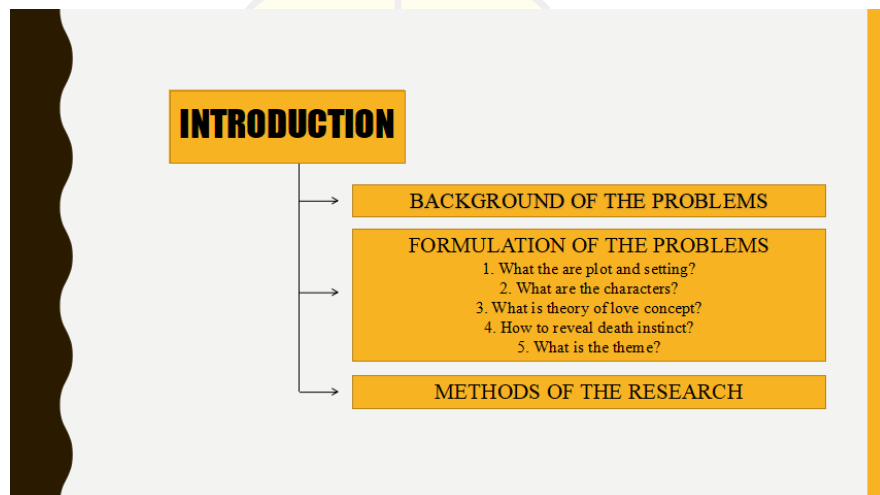 INTRODUCTION
BACKGROUND OF THE PROBLEMS
FORMULATION OF THE PROBLEMS
1. What the are plot and setting?
2. What are the characters?
3. What is theory of love concept?
4. How to reveal death instinct?
5. What is the theme?
METHODS OF THE RESEARCH